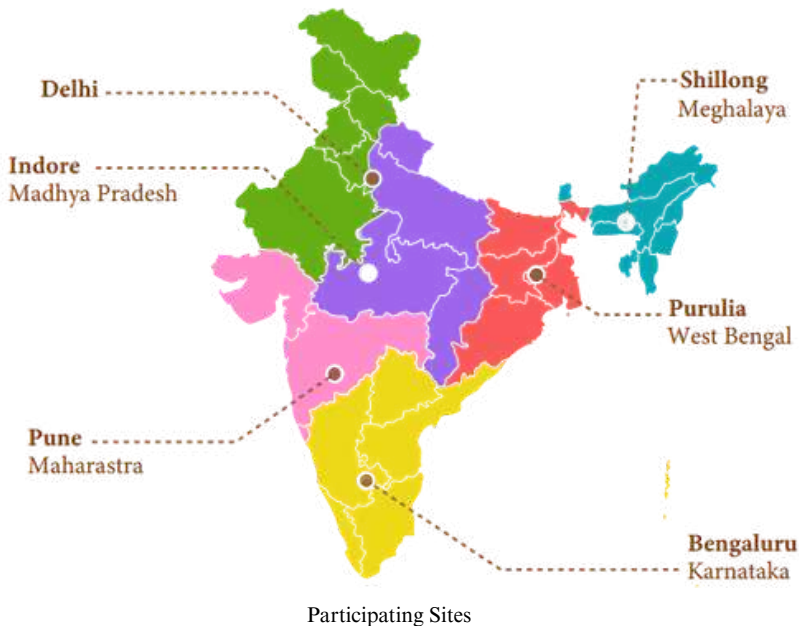 Delhi
Shillong
Meghalaya
Indore
Madhya Pradesh
Purulia
West Bengal
Pune
Maharastra
Bengaluru
Karnataka
Participating Sites